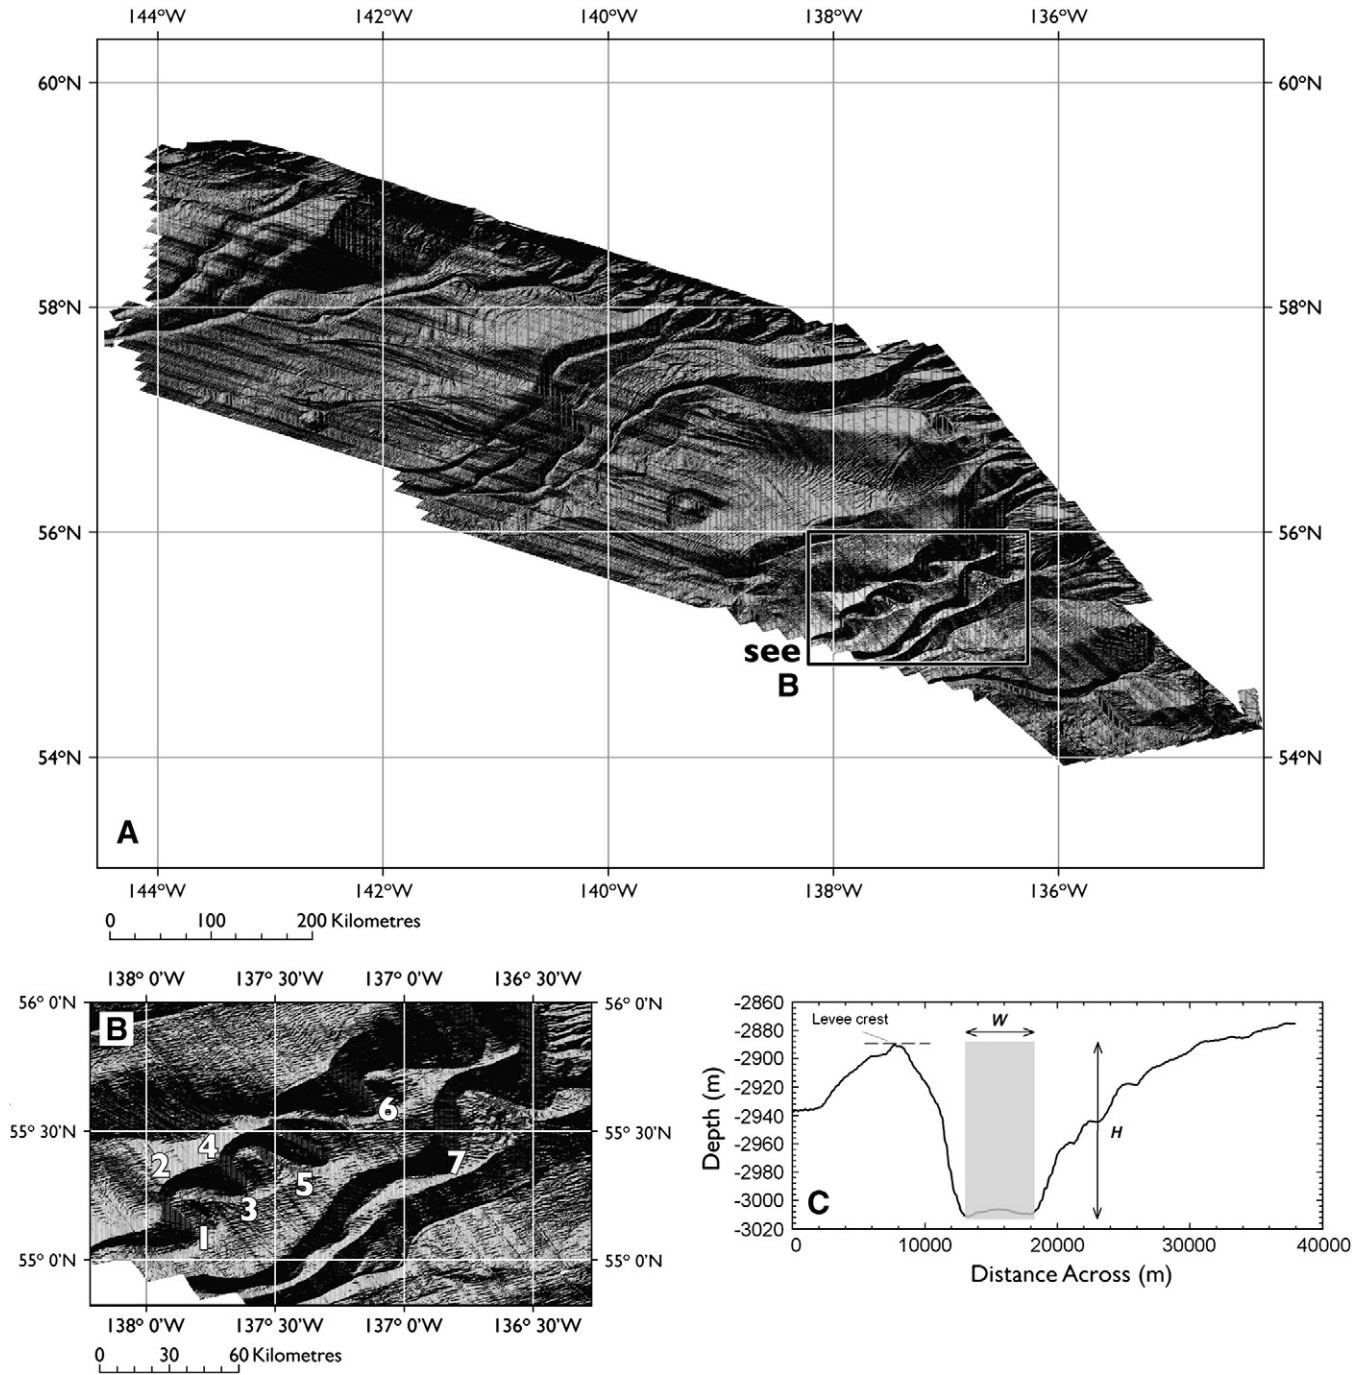 144°W 142°W 140°W 138°W 136°W
60°N 60°N
58°N 58°N
56°N 56°N
see
B
54°N 54°N
A
144°W 142°W 140°W 138°W 136°W
0 100 200 Kilometres
138° 0'W 137° 30'W 137° 0'W 136° 30'W
56° 0'N 56° 0'N
B
6
55° 30'N 55° 30'N
4
2 7
5
3
1
55° 0'N 55° 0'N
138° 0'W 137° 30'W 137° 0'W 136° 30'W
0 30 60 Kilometres
-2860
Levee crest W
-2880
-2900
-2920
-2940
H
-2960
-2980
-3000
C
-3020
Depth (m)
0 10000 20000 30000 40000
Distance Across (m)